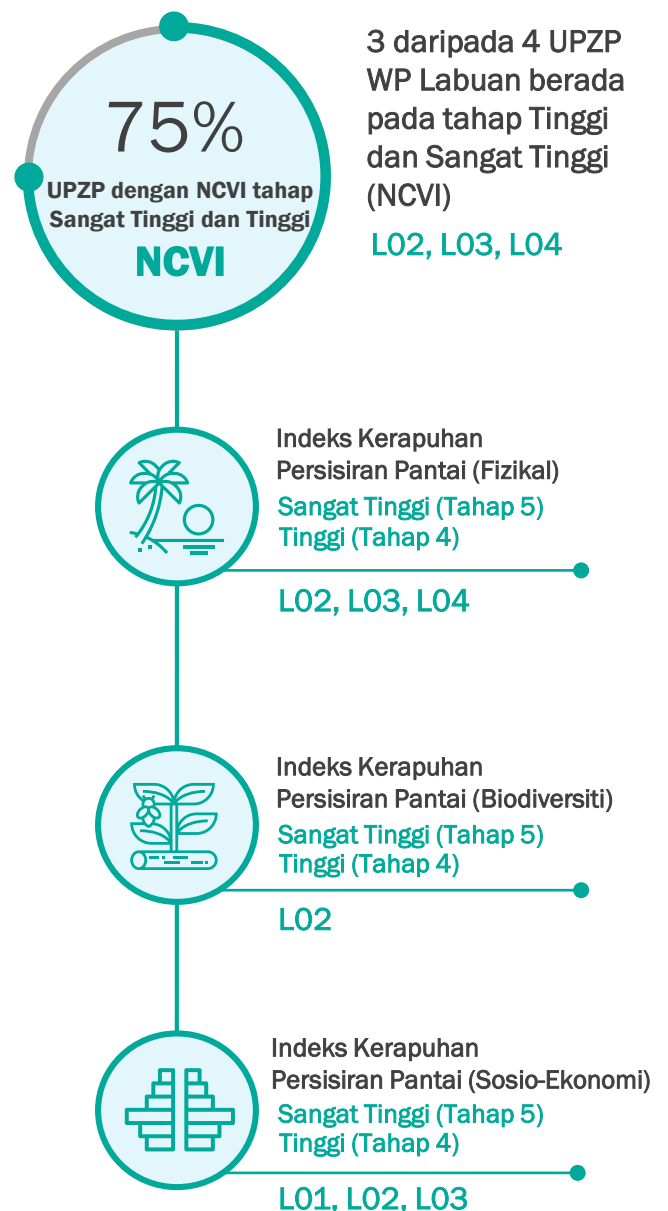 75%
UPZP dengan NCVI tahap
Sangat Tinggi dan Tinggi
NCVI
3 daripada 4 UPZP
WP Labuan berada
pada tahap Tinggi
dan Sangat Tinggi
(NCVI)
L02, L03, L04
Indeks Kerapuhan
Persisiran Pantai (Fizikal)
Sangat Tinggi (Tahap 5)
Tinggi (Tahap 4)
L02, L03, L04
Indeks Kerapuhan
Persisiran Pantai (Biodiversiti)
Sangat Tinggi (Tahap 5)
Tinggi (Tahap 4)
L02
Indeks Kerapuhan
Persisiran Pantai (Sosio-Ekonomi)
Sangat Tinggi (Tahap 5)
Tinggi (Tahap 4)
L01, L02, L03